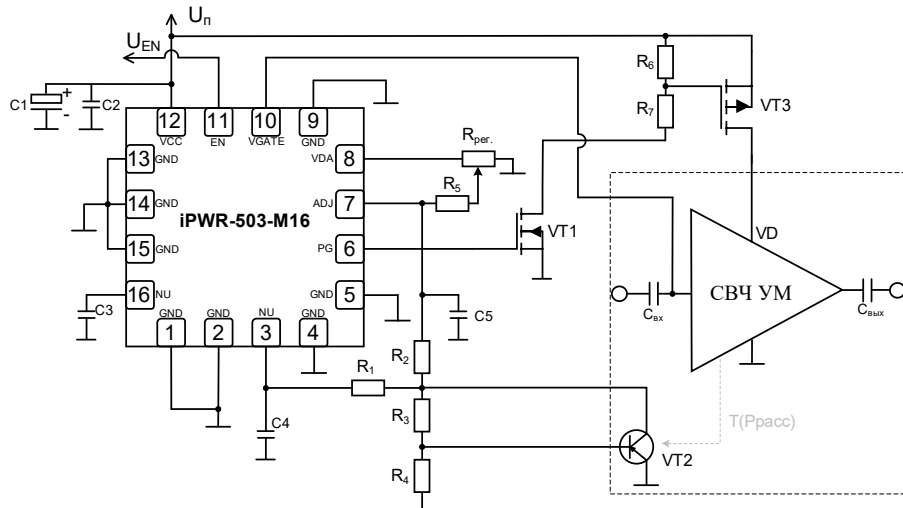 Uп
UEN
C1
+
-
C2
12
VCC
11
EN
10
VGATE
9
GND
R6
R7
VT3
13
GND
VDA
8
Rрег.
14
GND
ADJ
7
R5
iPWR-503-M16
15
GND
PG
6
VT1
VD
16
NU
GND
5
СВЧ УМ
C3
C5
Cвх
Cвых
GND
1
GND
2
NU
3
GND
4
R1
R2
C4
R3
T(Pрасс)
VT2
R4